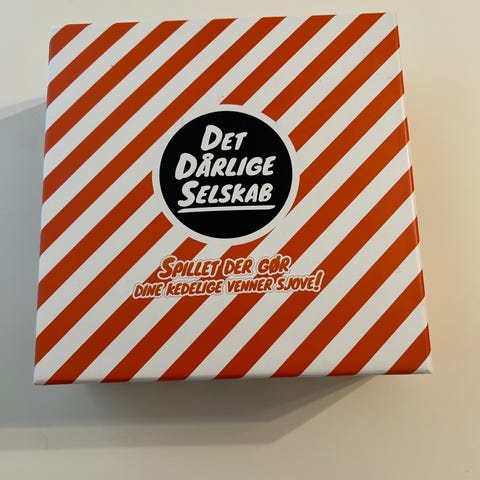 DET
DÅRLIGE
SELSKAB
SPILLET DER GØR
DINE KEDELIGE VENNER SJOVE!